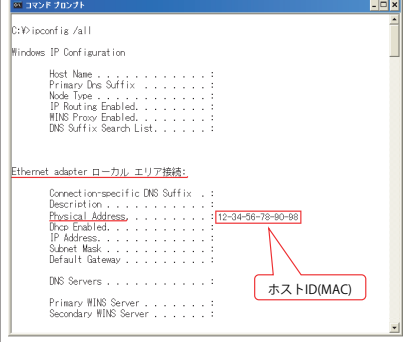 コマンド プロンプト
C:¥>ipconfig /all
Windows IP Configuration
Host Name . . . . . . . . . . . . :
Primary Dns Suffix . . . . . . . :
Node Type . . . . . . . . . . . . :
IP Routing Enabled. . . . . . . . :
WINS Proxy Enabled. . . . . . . . :
DNS Suffix Search List. . . . . . :
Ethernet adapter ローカル エリア接続:
Connection-specific DNS Suffix . :
Description . . . . . . . . . . . :
Physical Address. . . . . . . . . : 12-34-56-78-90-98
Dhcp Enabled. . . . . . . . . . . :
IP Address. . . . . . . . . . . . :
Subnet Mask . . . . . . . . . . . :
Default Gateway . . . . . . . . . :
DNS Servers . . . . . . . . . . . :
ホストID(MAC)
Primary WINS Server . . . . . . . :
Secondary WINS Server . . . . . . :